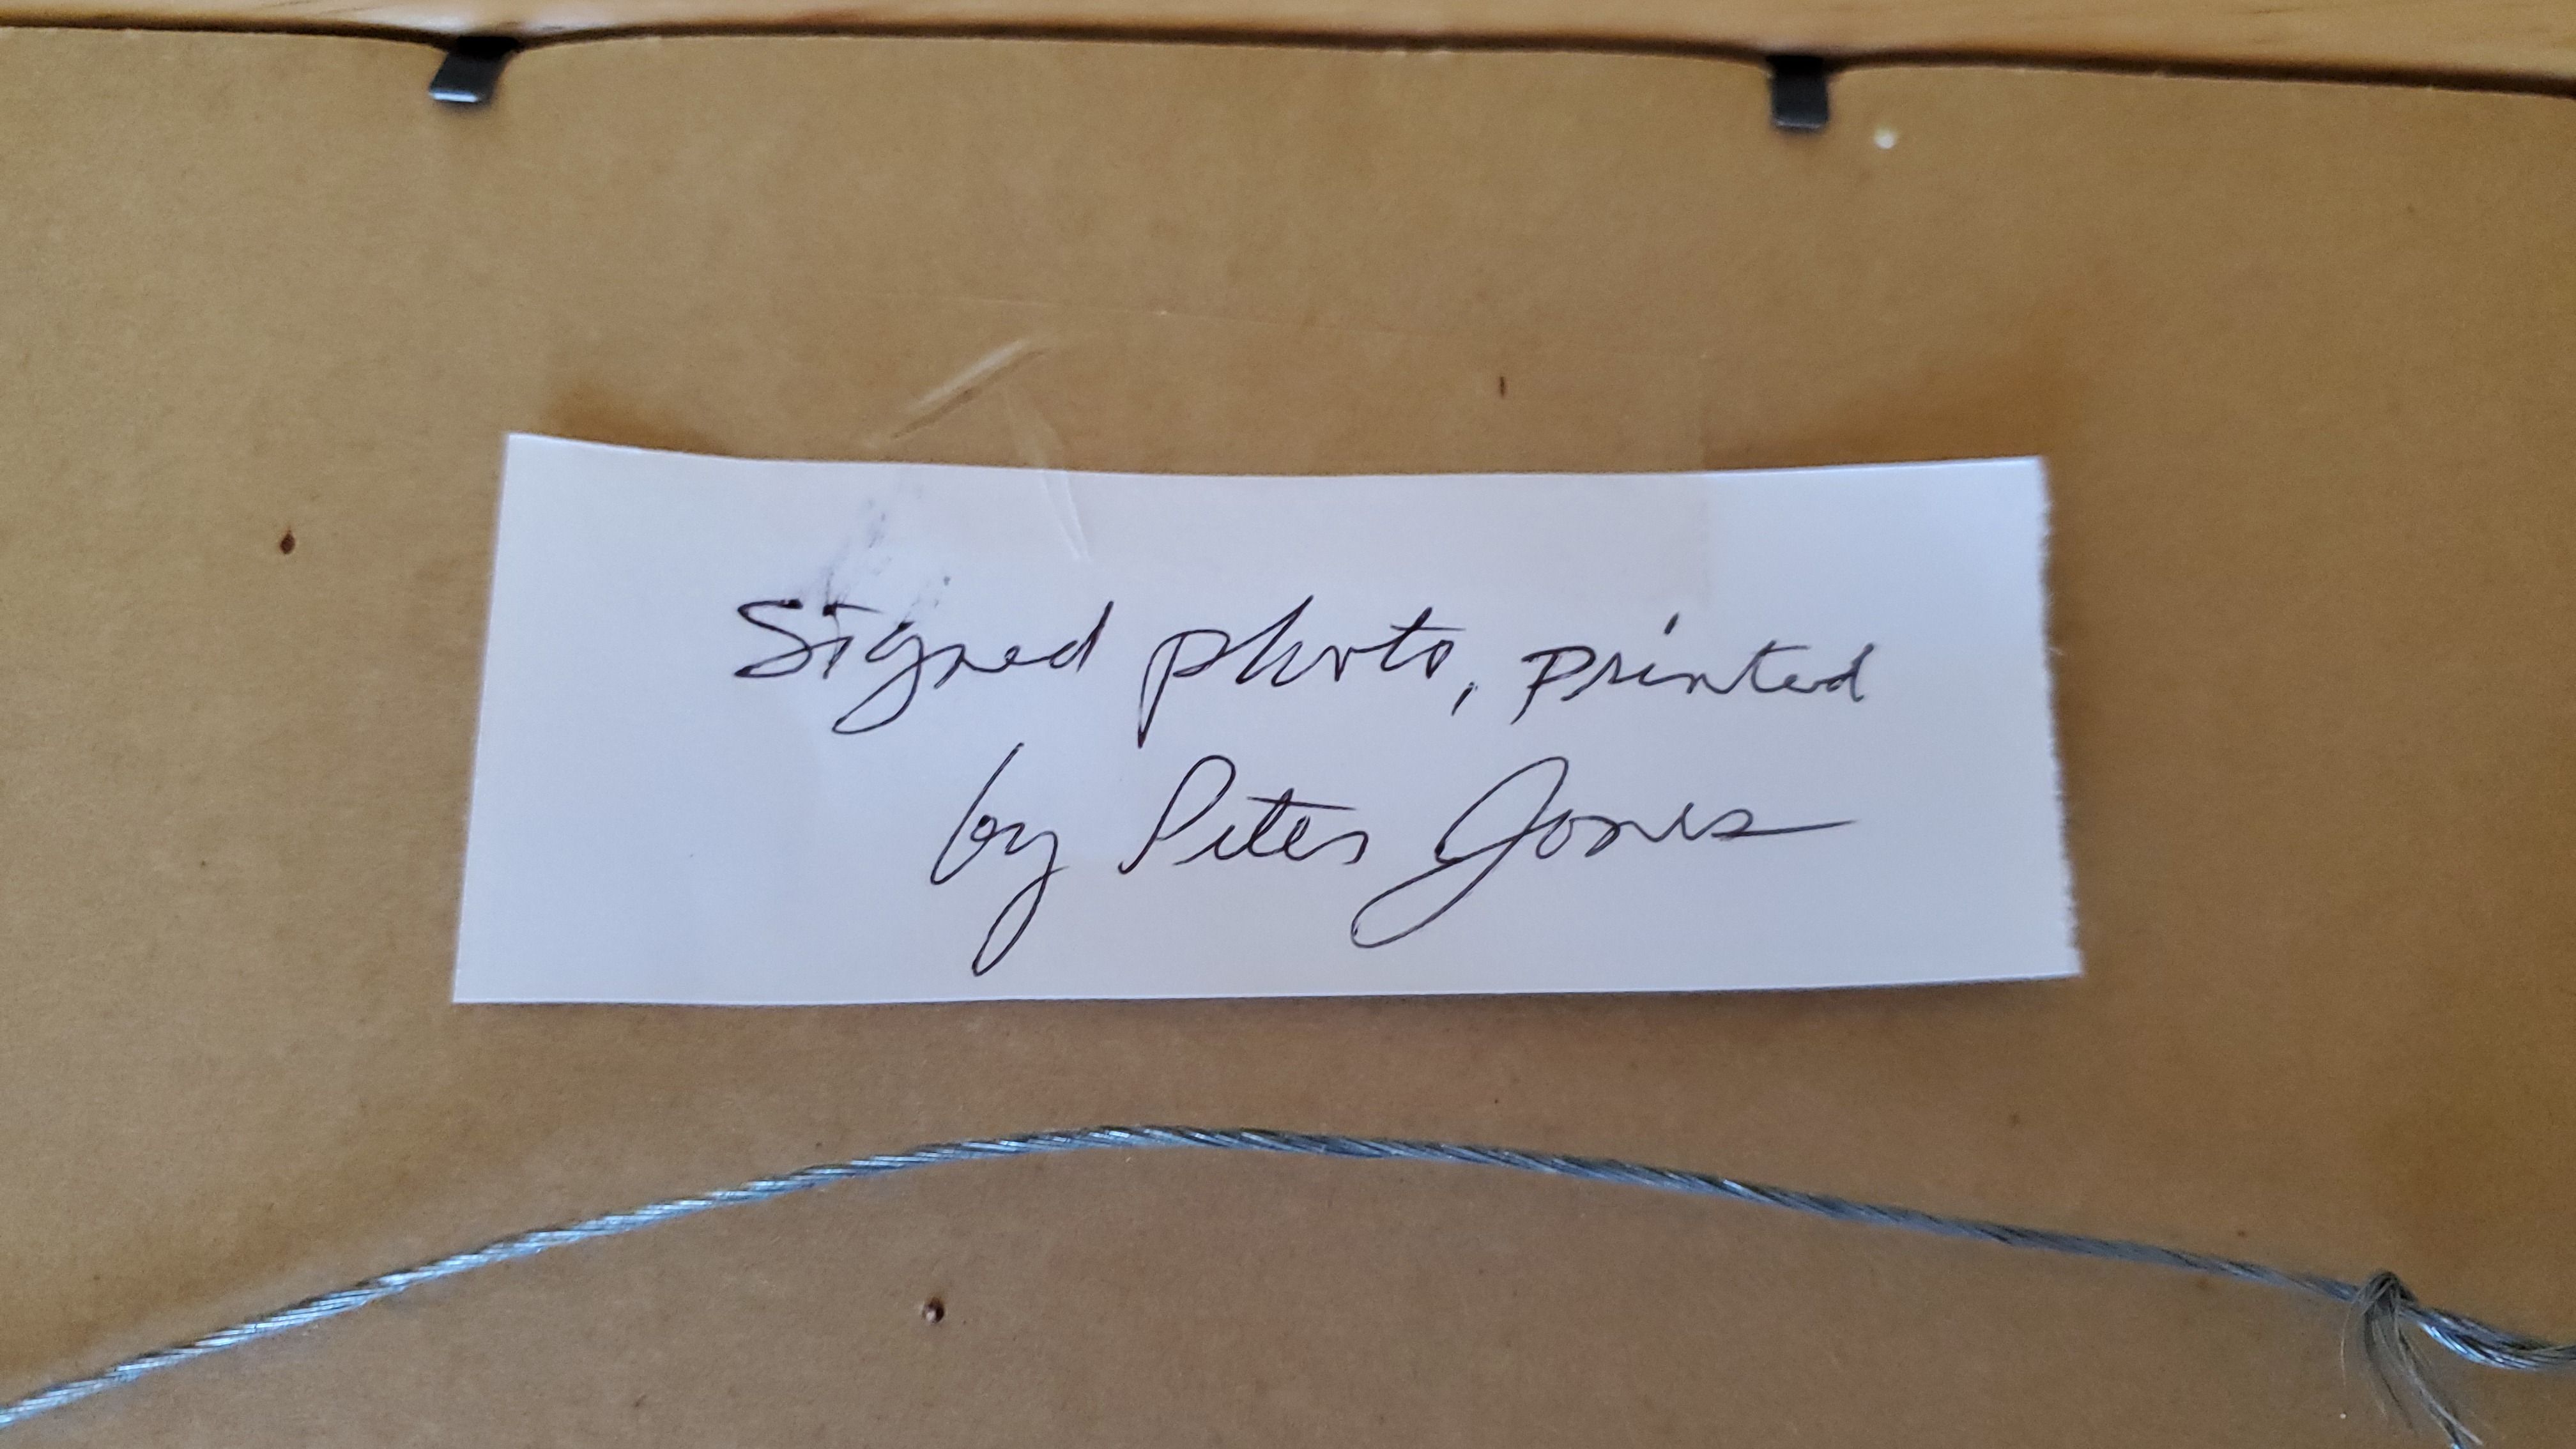 Signed photo, printed
by Peter Jones